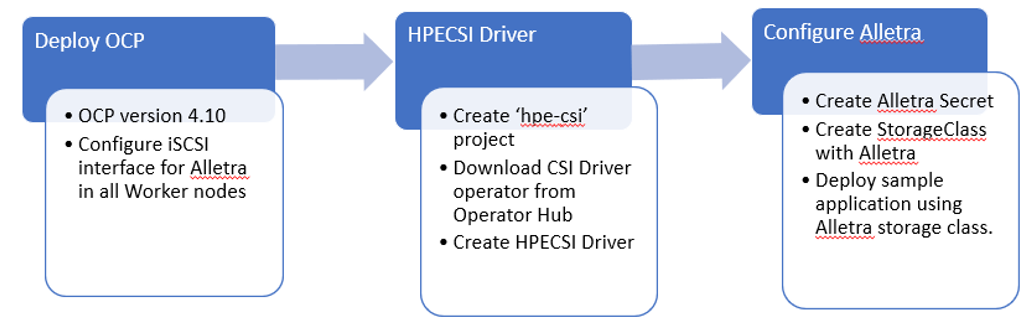 Deploy OCP
• OCP version 4.10
• Configure iSCSI
interface for Alletra
in all Worker nodes
HPECSI Driver
• Create ‘hpe-csi’
project
• Download CSI Driver
operator from
Operator Hub
• Create HPECSI Driver
Configure Alletra
• Create Alletra Secret
• Create StorageClass
with Alletra
• Deploy sample
application using
Alletra storage class.